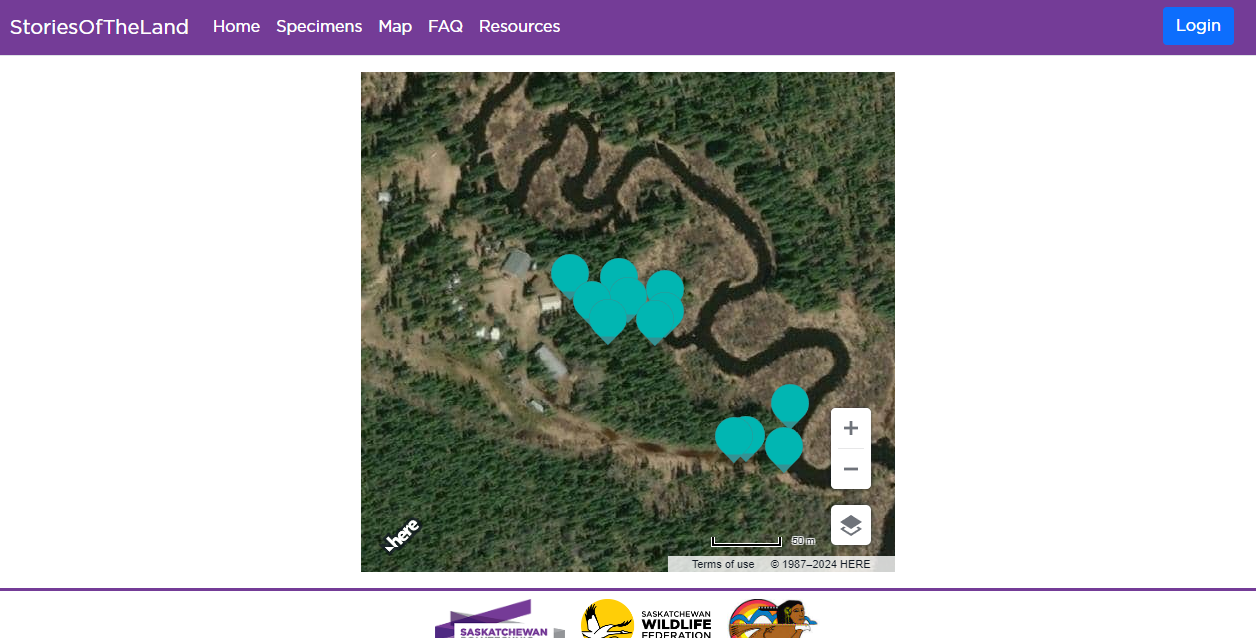 StoriesOfTheLand Home Specimens Map FAQ Resources Login
here
50 m
Terms of use © 1987–2024 HERE
SASKATCHEWAN
SASKATCHEWAN
WILDLIFE
FEDERATION